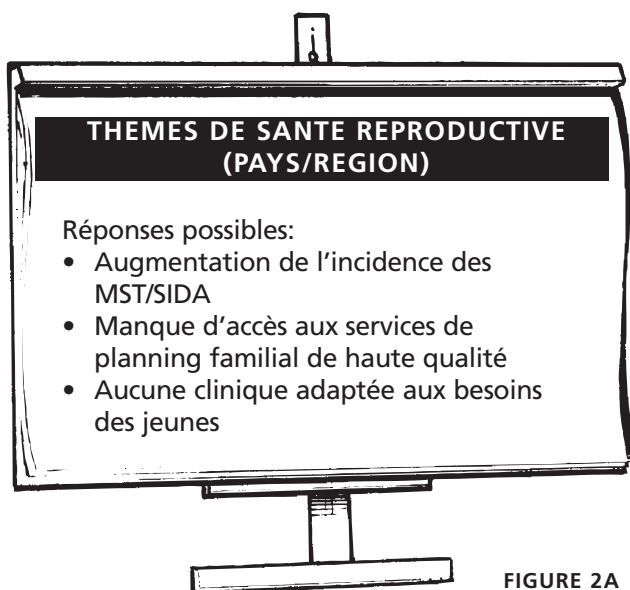 THEMES DE SANTE REPRODUCTIVE
(PAYS/REGION)
Réponses possibles:
• Augmentation de l'incidence des
MST/SIDA
• Manque d'accès aux services de
planning familial de haute qualité
• Aucune clinique adaptée aux besoins
des jeunes
FIGURE 2A